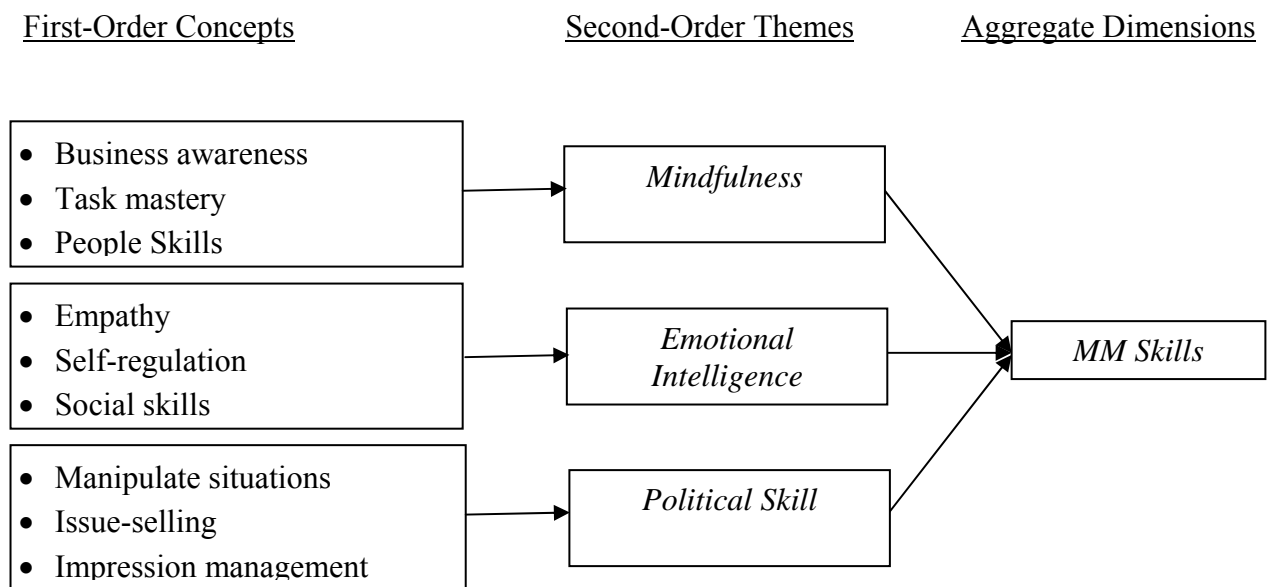 First-Order Concepts Second-Order Themes Aggregate Dimensions
• Business awareness
• Task mastery
• People Skills
Mindfulness
• Empathy
• Self-regulation
• Social skills
Emotional
Intelligence
MM Skills
• Manipulate situations
• Issue-selling
• Impression management
Political Skill